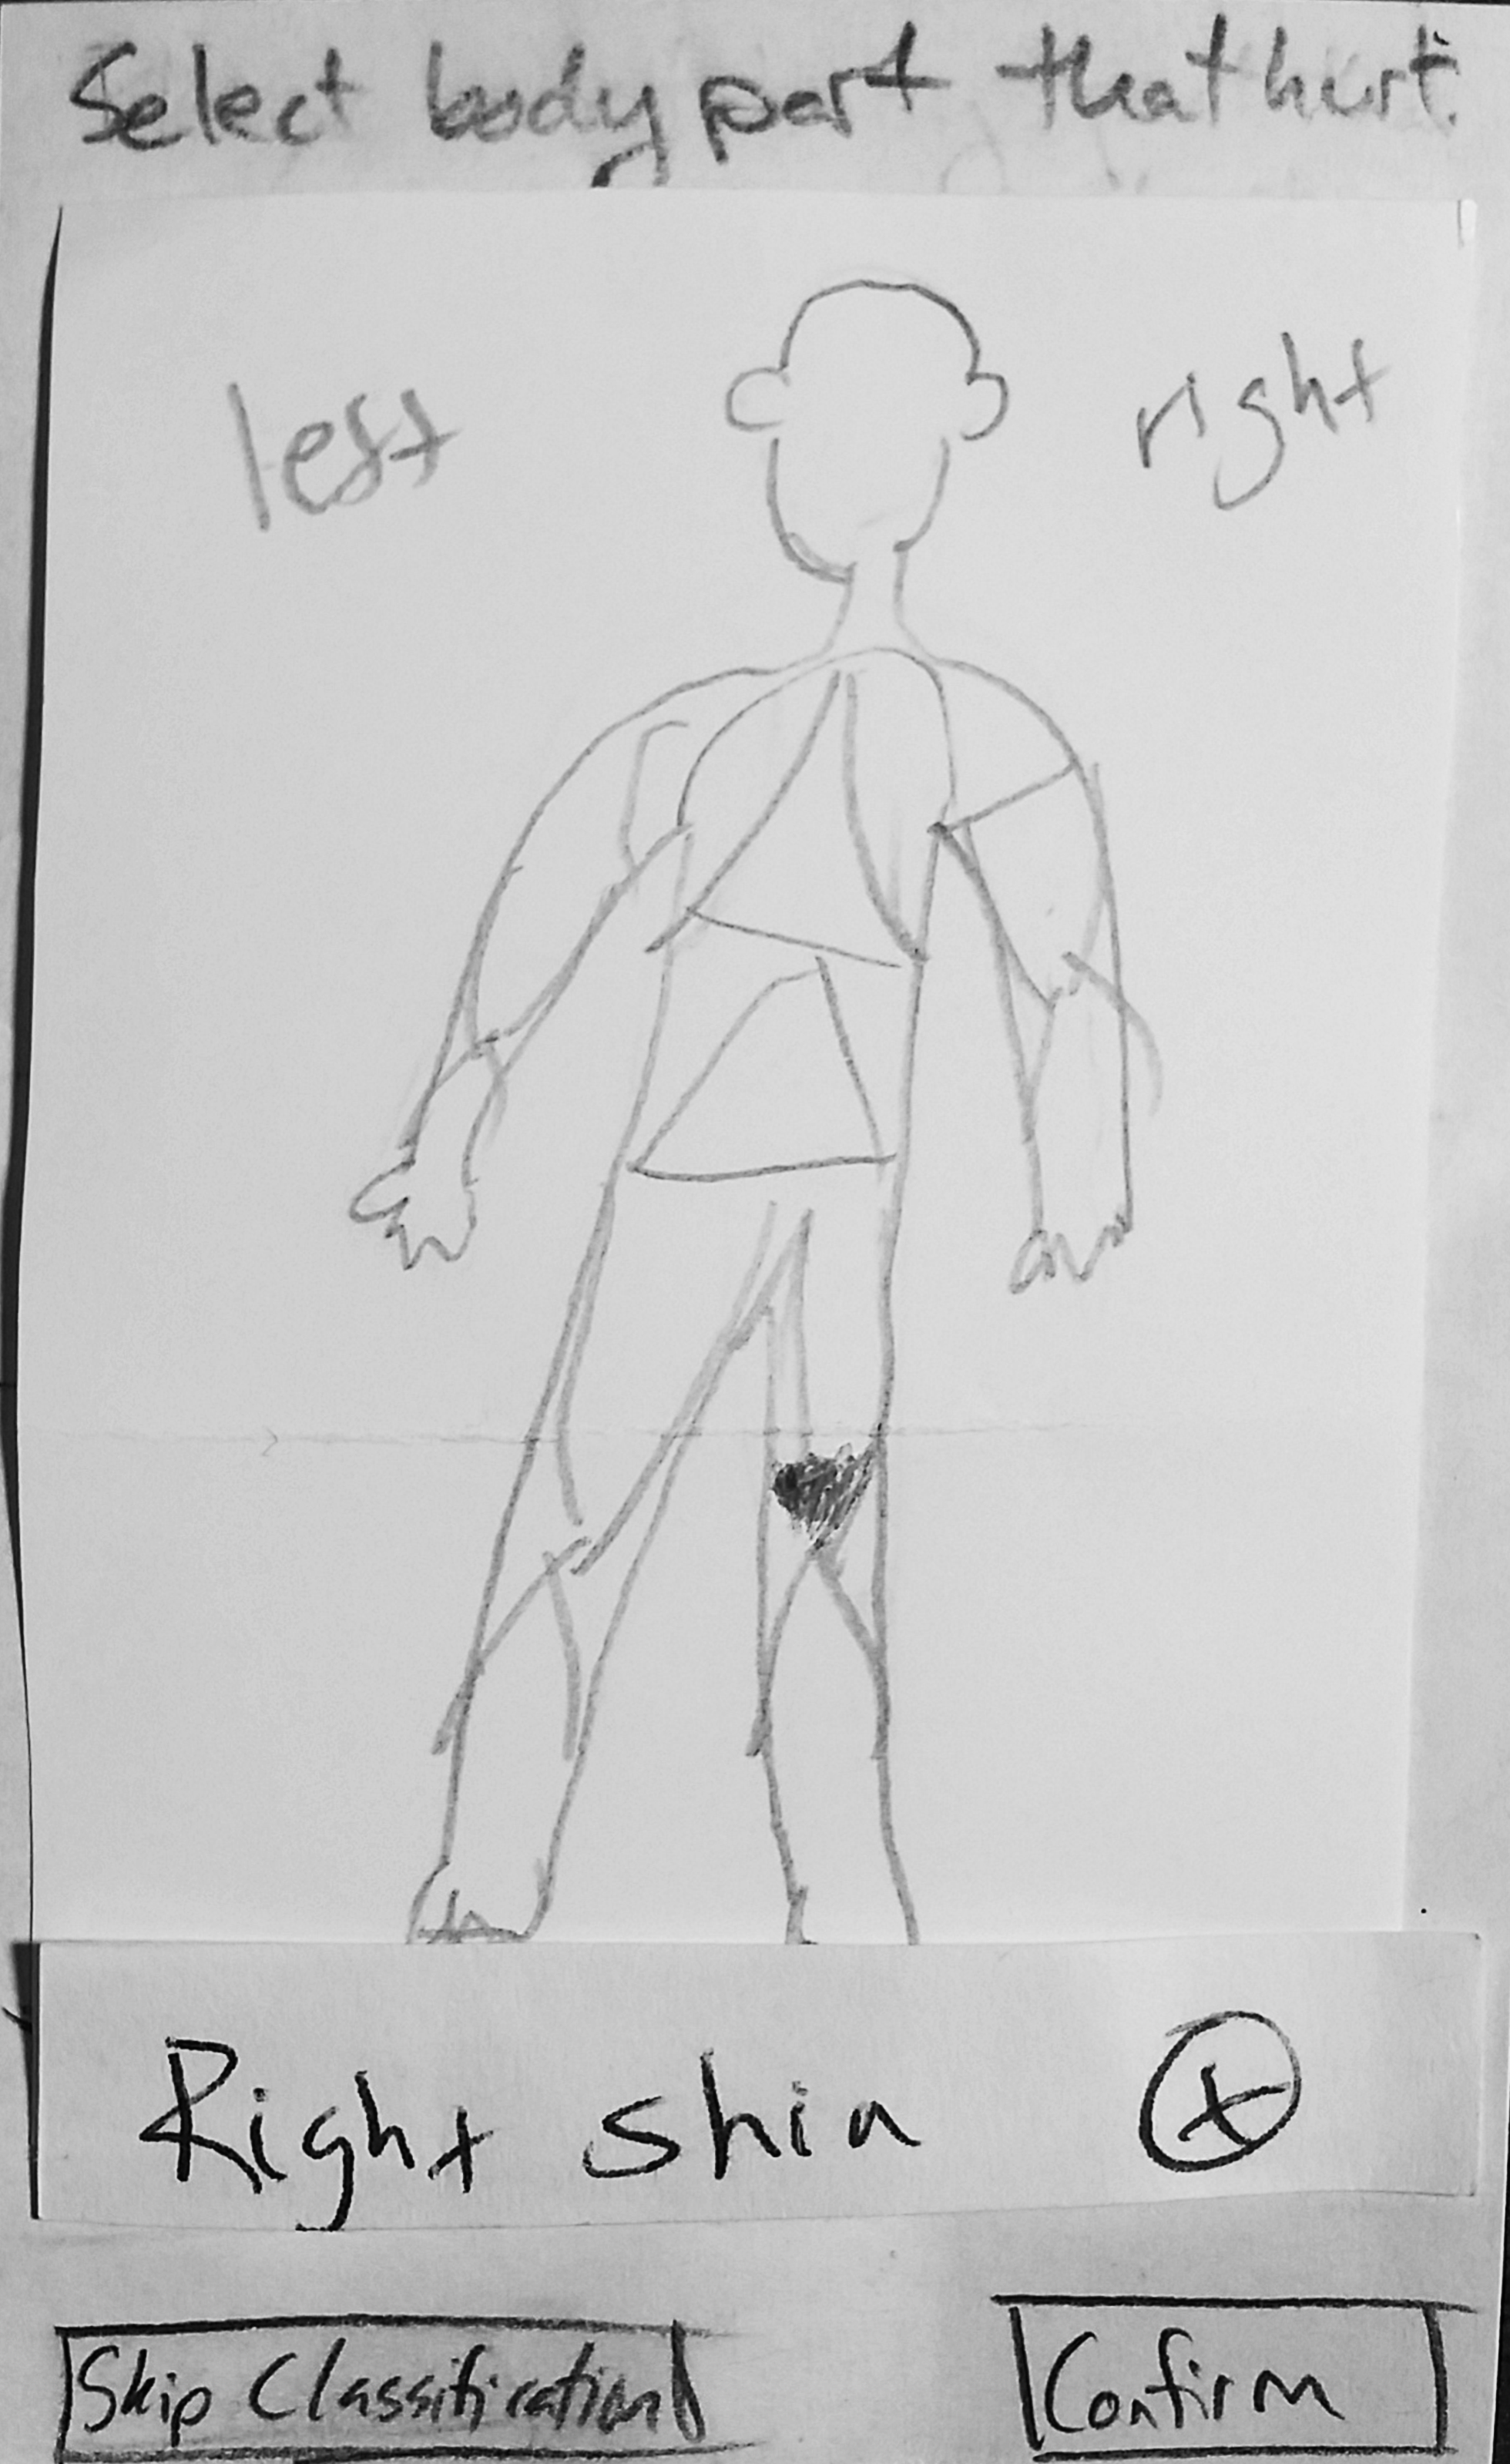 Select body part that hurt:
left right
Right shin +
Skip Classification Confirm